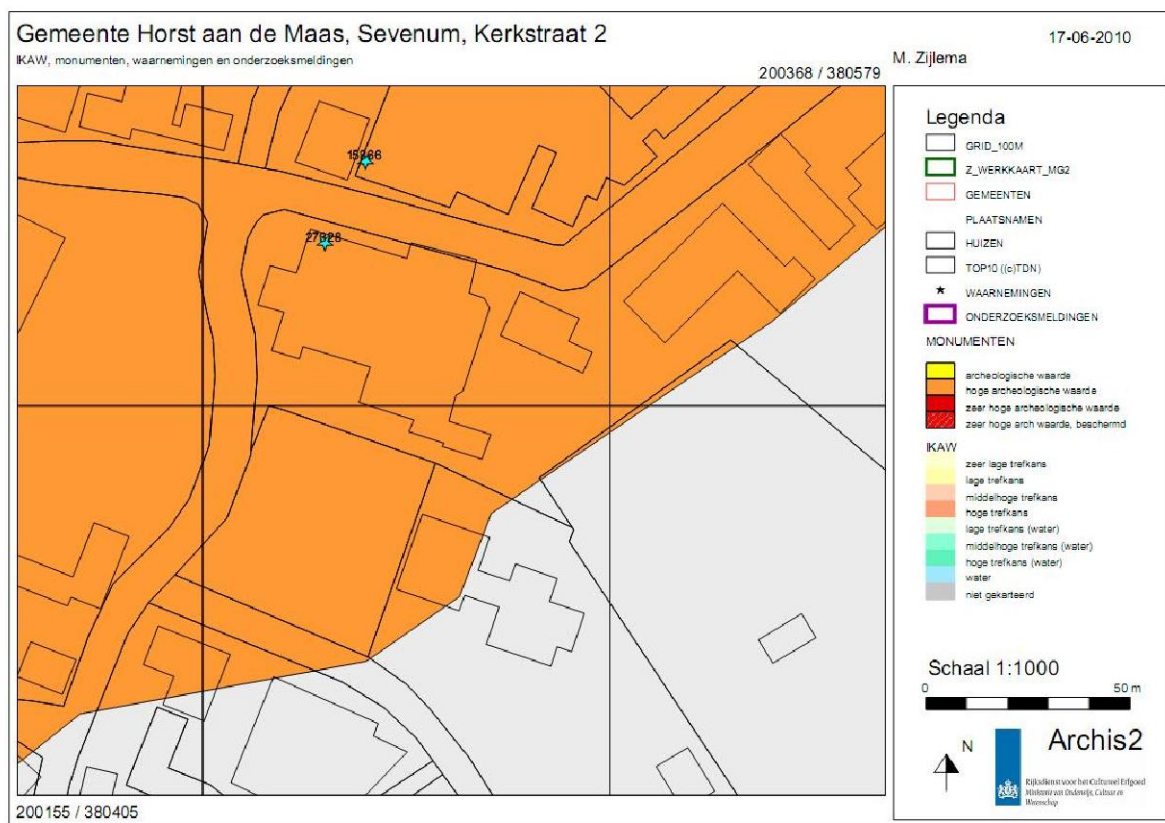 Gemeente Horst aan de Maas, Sevenum, Kerkstraat 2
17-06-2010
IKAW, monumenten, waarnemingen en onderzoeksmeldingen
M. Zijlema
200368 / 380579
27628
Legenda
GRID_100M
Z_WERKKAART_MG2
GEMEENTEN
PLAATSNAMEN
HUIZEN
TOP10 ((c)TDN)
WAARNEMINGEN
ONDERZOEKSMELDINGEN
MONUMENTEN
archeologische waarde
hoge archeologische waarde
zeer hoge archeologische waarde
zeer hoge arch waarde, beschermd
IKAW
zeer lage trefkans
lage trefkans
middelhoge trefkans
hoge trefkans
lage trefkans (water)
middelhoge trefkans (water)
hoge trefkans (water)
water
niet gekarteerd
Schaal 1:1000
0 50 m
N
Archis2
Rijksdienst voor het Cultureel Erfgoed
Ministerie van Onderwijs, Cultuur en
Wetenschap
200155 / 380405